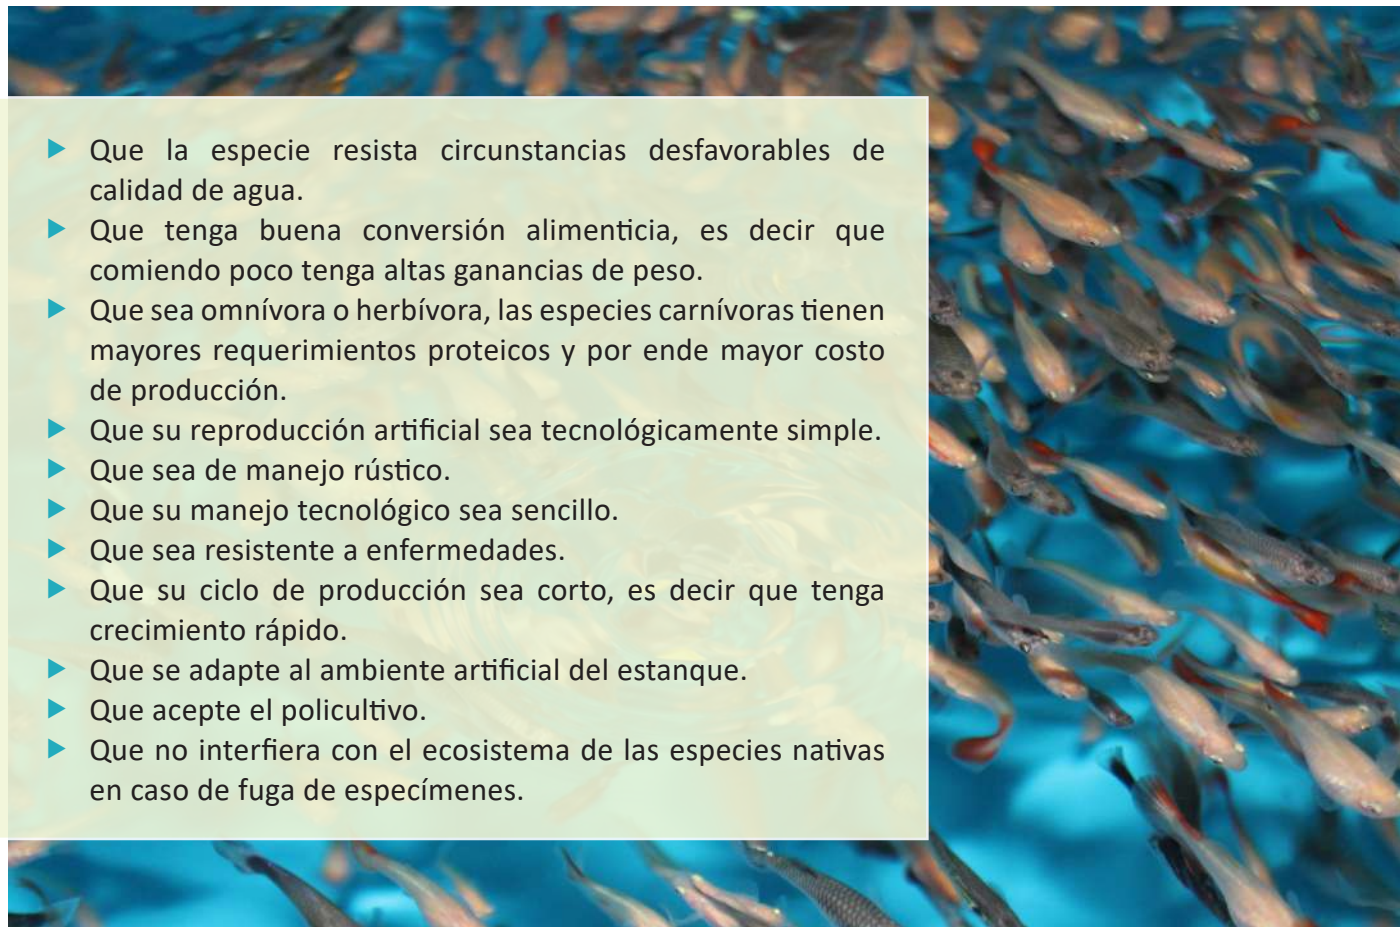 Que la especie resista circunstancias desfavorables de
calidad de agua.
Que tenga buena conversión alimenticia, es decir que
comiendo poco tenga altas ganancias de peso.
Que sea omnívora o herbívora, las especies carnívoras tienen
mayores requerimientos proteicos y por ende mayor costo
de producción.
Que su reproducción artificial sea tecnológicamente simple.
Que sea de manejo rústico.
Que su manejo tecnológico sea sencillo.
Que sea resistente a enfermedades.
Que su ciclo de producción sea corto, es decir que tenga
crecimiento rápido.
Que se adapte al ambiente artificial del estanque.
Que acepte el policultivo.
Que no interfiera con el ecosistema de las especies nativas
en caso de fuga de especímenes.